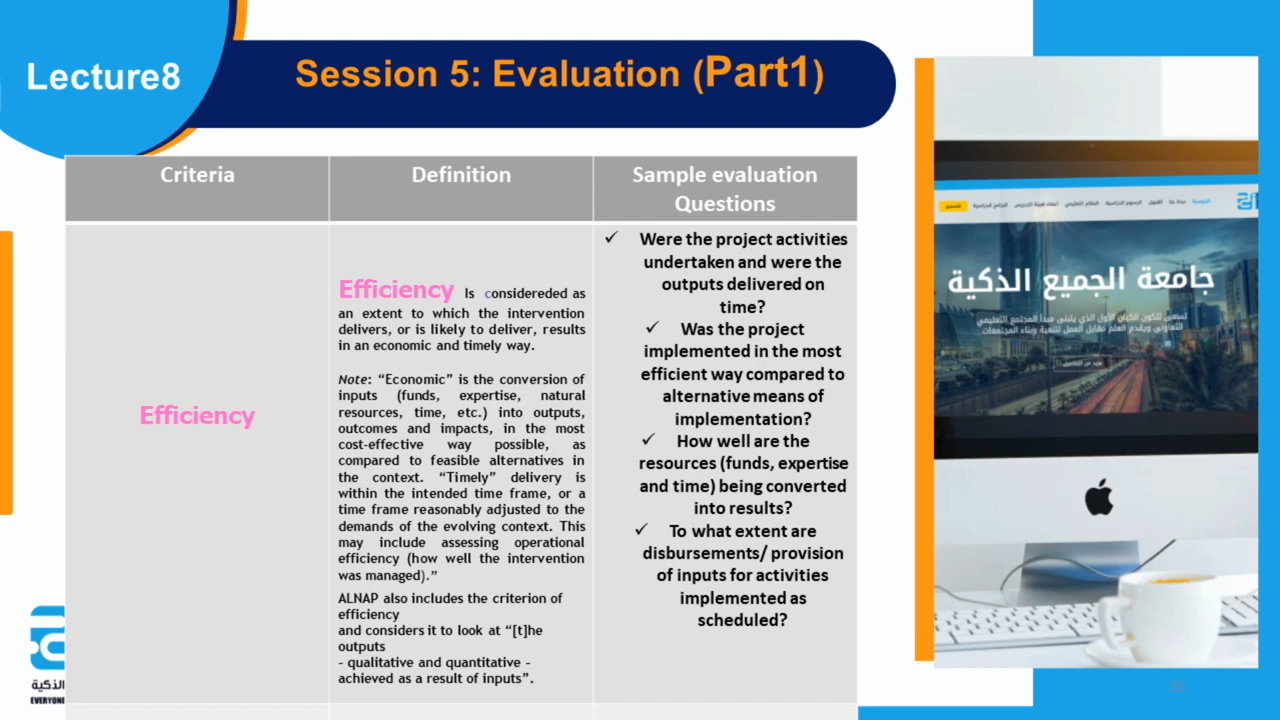 Lecture8
Session 5: Evaluation (Part1)
Criteria
Definition
Sample evaluation
Questions
Efficiency
Efficiency Is considereded as
an extent to which the intervention
delivers, or is likely to deliver, results
in an economic and timely way.
Note: “Economic” is the conversion of
inputs (funds, expertise, natural
resources, time, etc.) into outputs,
outcomes and impacts, in the most
cost-effective way possible, as
compared to feasible alternatives in
the context. “Timely” delivery is
within the intended time frame, or a
time frame reasonably adjusted to the
demands of the evolving context. This
may include assessing operational
efficiency (how well the intervention
was managed).”
ALNAP also includes the criterion of
efficiency
and considers it to look at “[t]he
outputs
- qualitative and quantitative -
achieved as a result of inputs”.
✓ Were the project activities
undertaken and were the
outputs delivered on
time?
✓ Was the project
implemented in the most
efficient way compared to
alternative means of
implementation?
✓ How well are the
resources (funds, expertise
and time) being converted
into results?
✓ To what extent are
disbursements/ provision
of inputs for activities
implemented as
scheduled?
جامعة الجميع الذكية
الذكية
EVERYONE